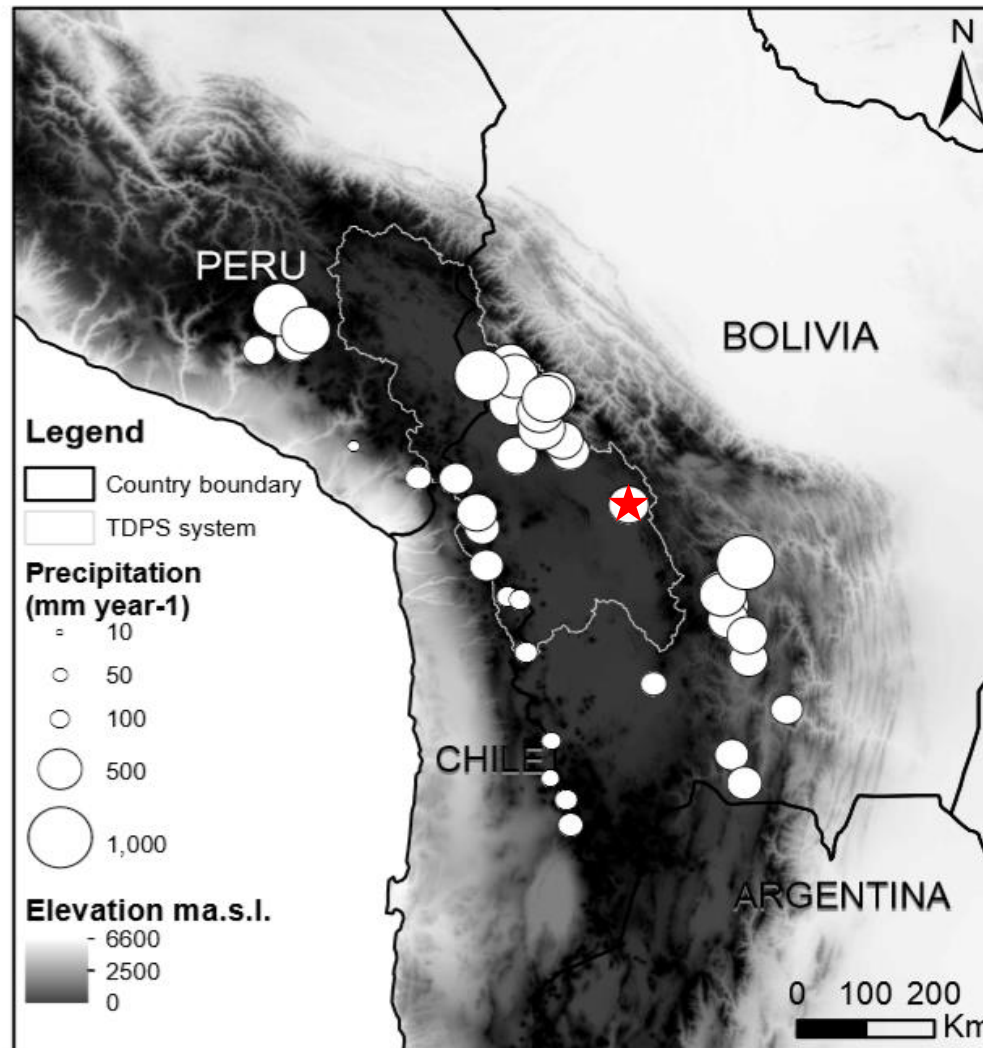 N
PERU
BOLIVIA
Legend
Country boundary
TDPS system
Precipitation
(mm year-1)
10
50
100
500
1,000
CHILE
Elevation ma.s.l.
6600
2500
0
ARGENTINA
0 100 200
Km